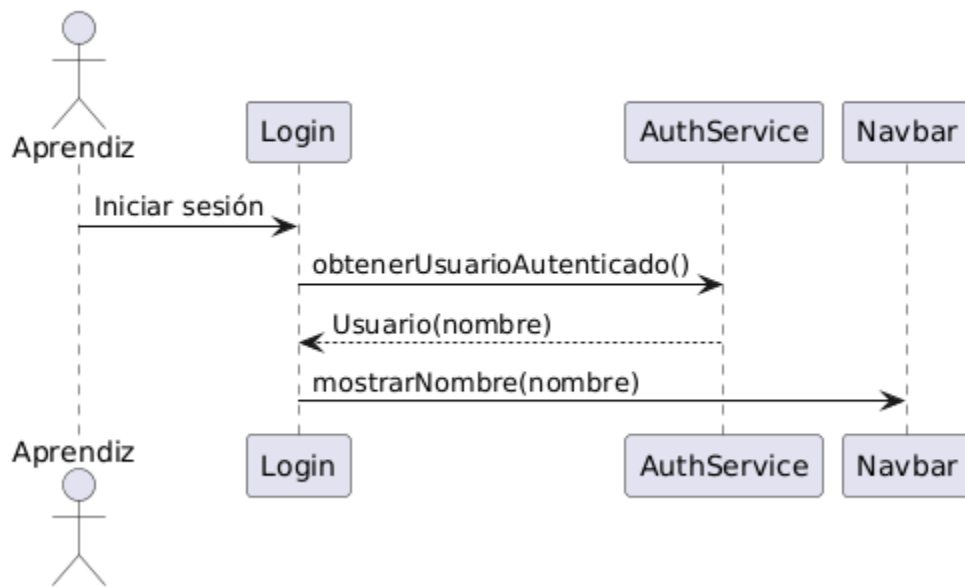 Aprendiz
Login
AuthService
Navbar
Iniciar sesión
obtenerUsuarioAutenticado()
Usuario(nombre)
mostrarNombre(nombre)
Aprendiz
Login
AuthService
Navbar